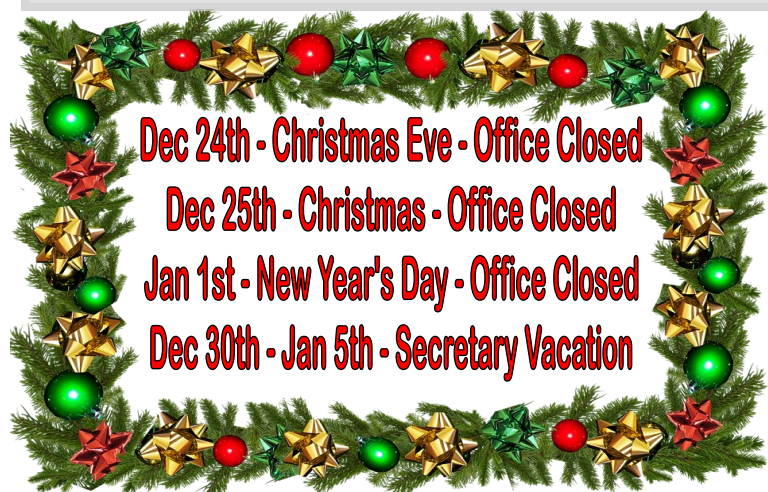 Dec 24th - Christmas Eve - Office Closed
Dec 25th - Christmas - Office Closed
Jan 1st - New Year's Day - Office Closed
Dec 30th - Jan 5th - Secretary Vacation